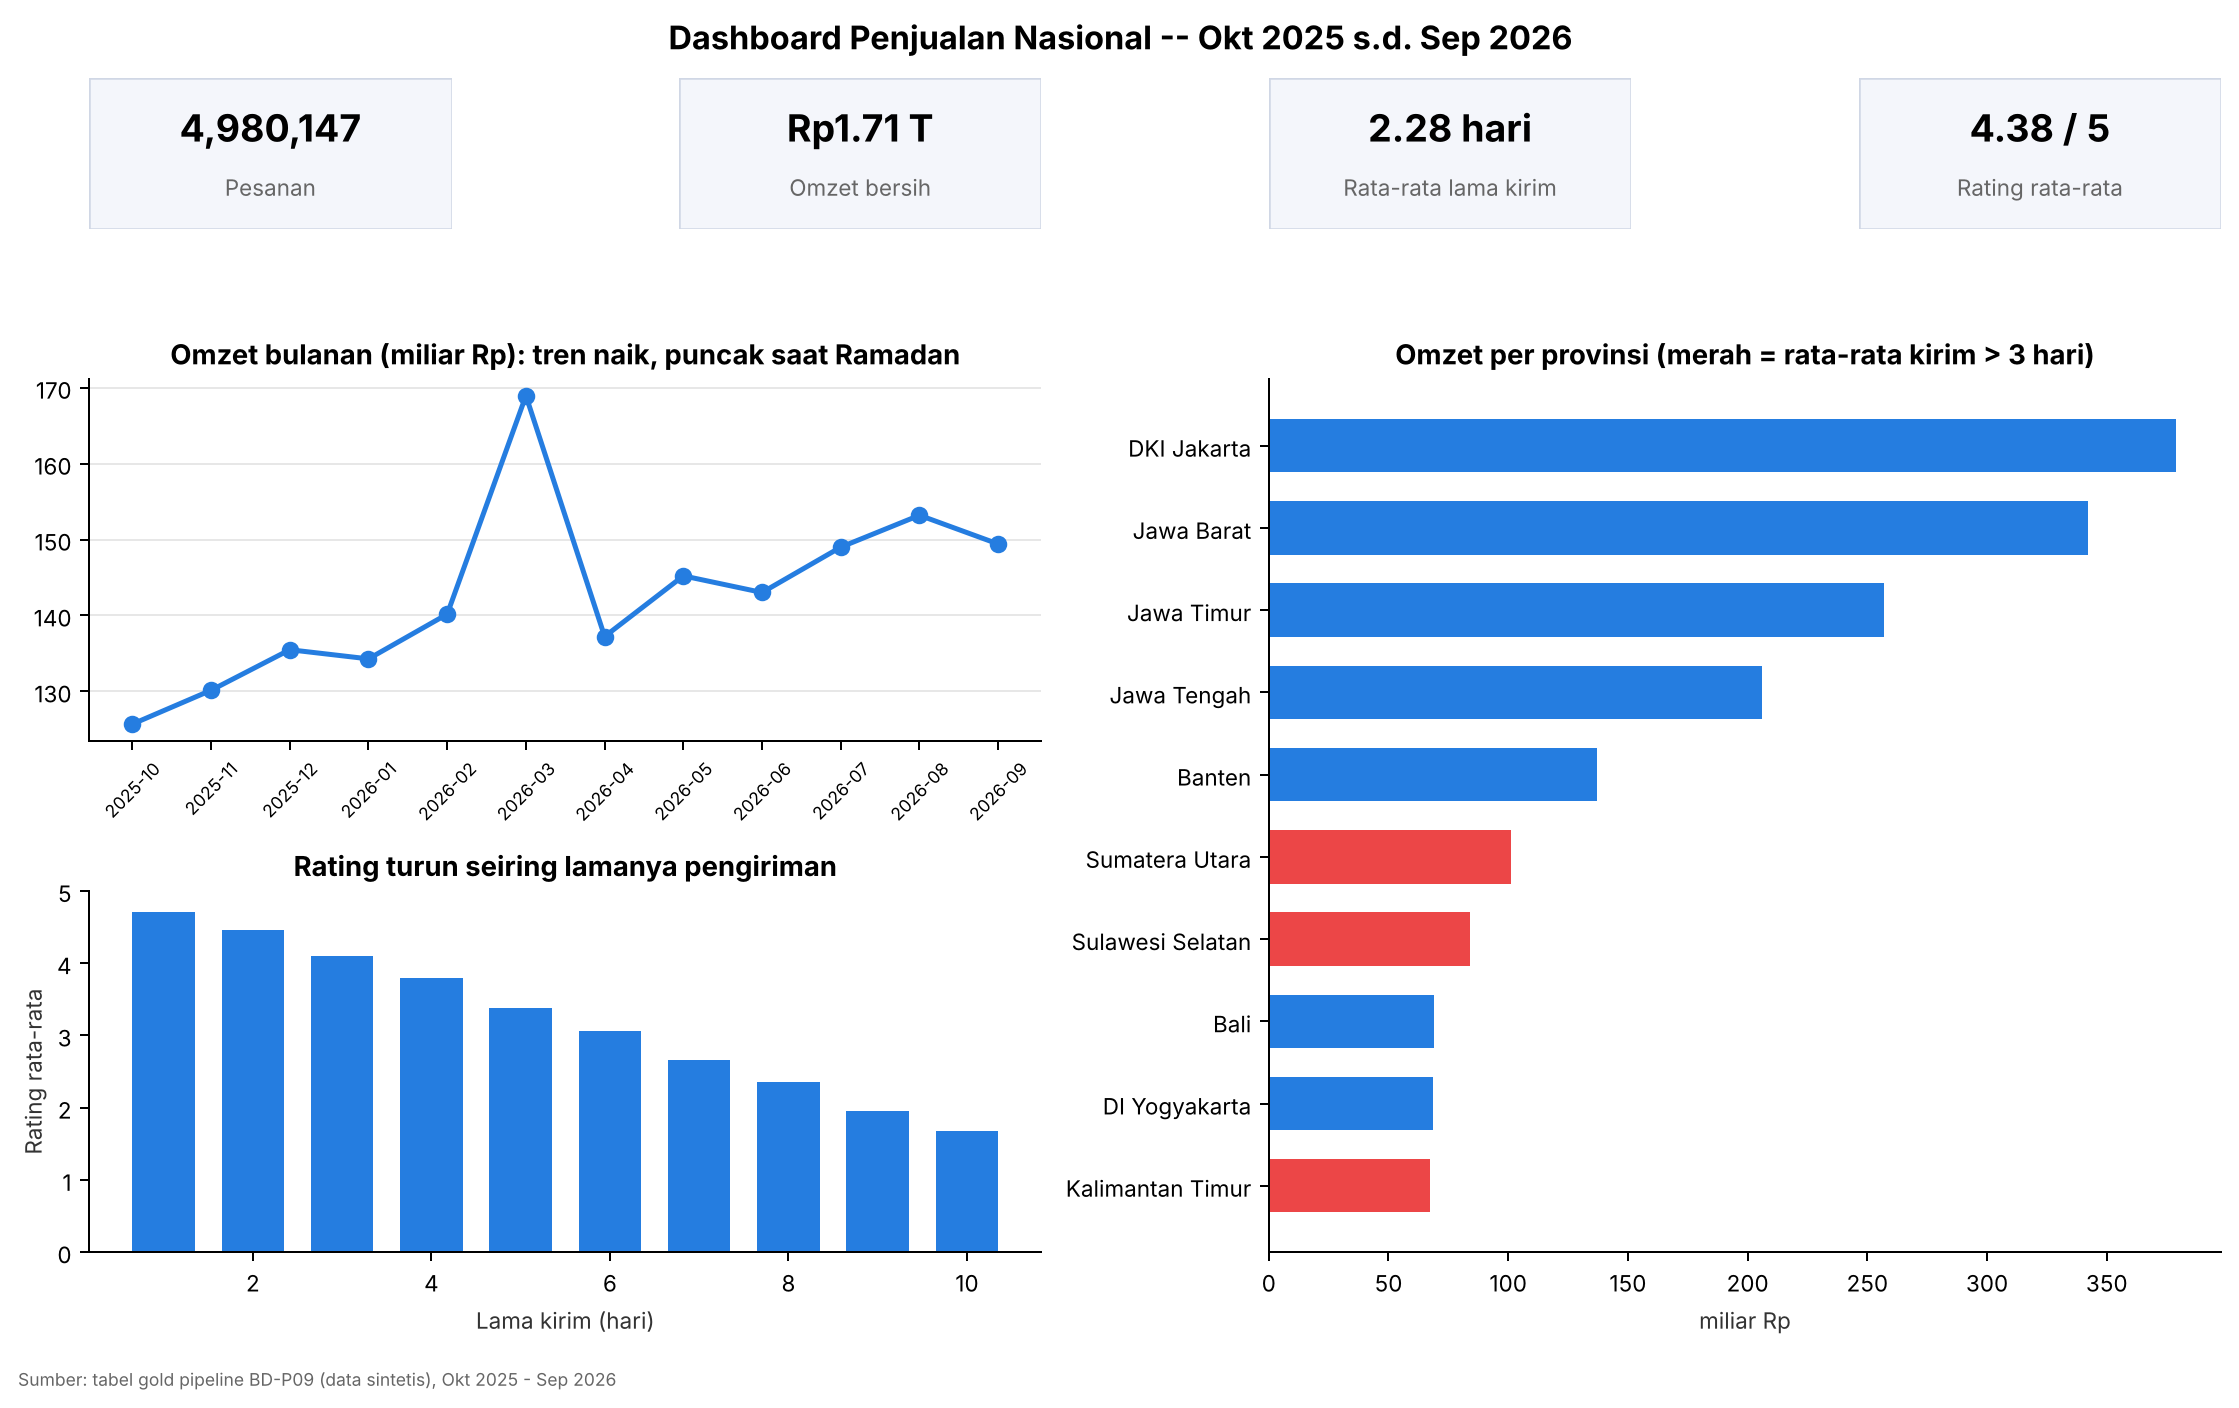 Dashboard Penjualan Nasional -- Okt 2025 s.d. Sep 2026
4,980,147
Pesanan
Rp1.71 T
Omzet bersih
2.28 hari
Rata-rata lama kirim
4.38 / 5
Rating rata-rata
Omzet bulanan (miliar Rp): tren naik, puncak saat Ramadan
170
160
150
140
130
2025-10
2025-11
2025-12
2026-01
2026-02
2026-03
2026-04
2026-05
2026-06
2026-07
2026-08
2026-09
Rating turun seiring lamanya pengiriman
Rating rata-rata
5
4
3
2
1
0
2
4
6
8
10
Lama kirim (hari)
Omzet per provinsi (merah = rata-rata kirim > 3 hari)
DKI Jakarta
Jawa Barat
Jawa Timur
Jawa Tengah
Banten
Sumatera Utara
Sulawesi Selatan
Bali
DI Yogyakarta
Kalimantan Timur
0
50
100
150
200
250
300
350
miliar Rp
Sumber: tabel gold pipeline BD-P09 (data sintetis), Okt 2025 - Sep 2026